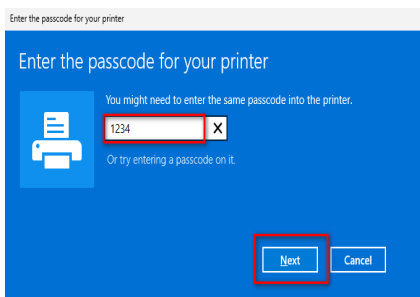 Enter the passcode for your printer
Enter the passcode for your printer
You might need to enter the same passcode into the printer.
1234 X
Or try entering a passcode on it.
Next Cancel